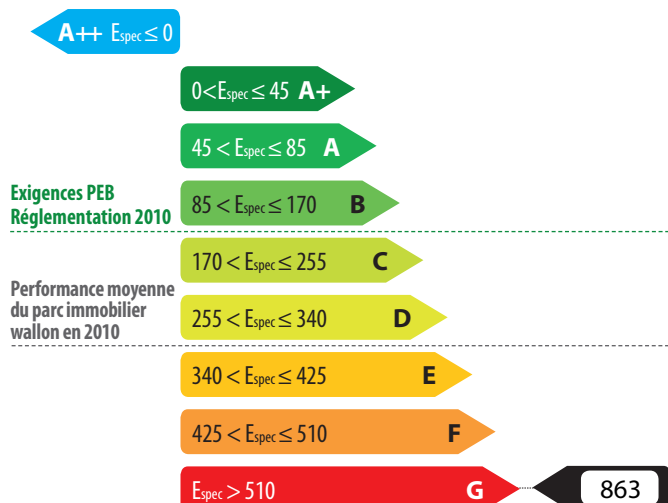 A++ Espec ≤ 0
0<Espec ≤ 45 A+
45 < Espec ≤ 85 A
Exigences PEB
Réglementation 2010
85 < Espec ≤ 170 B
170 < Espec ≤ 255 C
Performance moyenne
du parc immobilier
wallon en 2010
255 < Espec ≤ 340 D
340 < Espec ≤ 425 E
425 < Espec ≤ 510 F
Espec > 510 G 863